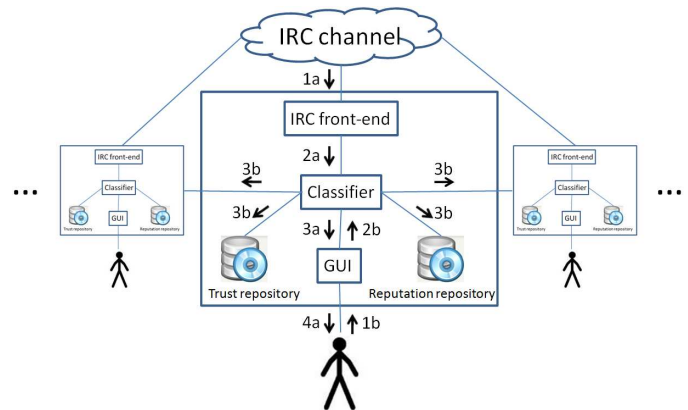 IRC channel
1a
IRC front-end
2a
3b
3b
Classifier
3b
3b
3a
2b
GUI
Trust repository
Reputation repository
4a
1b
...
IRC front-end
Classifier
GUI
Trust repository
Reputation repository
IRC front-end
Classifier
GUI
Trust repository
Reputation repository
...